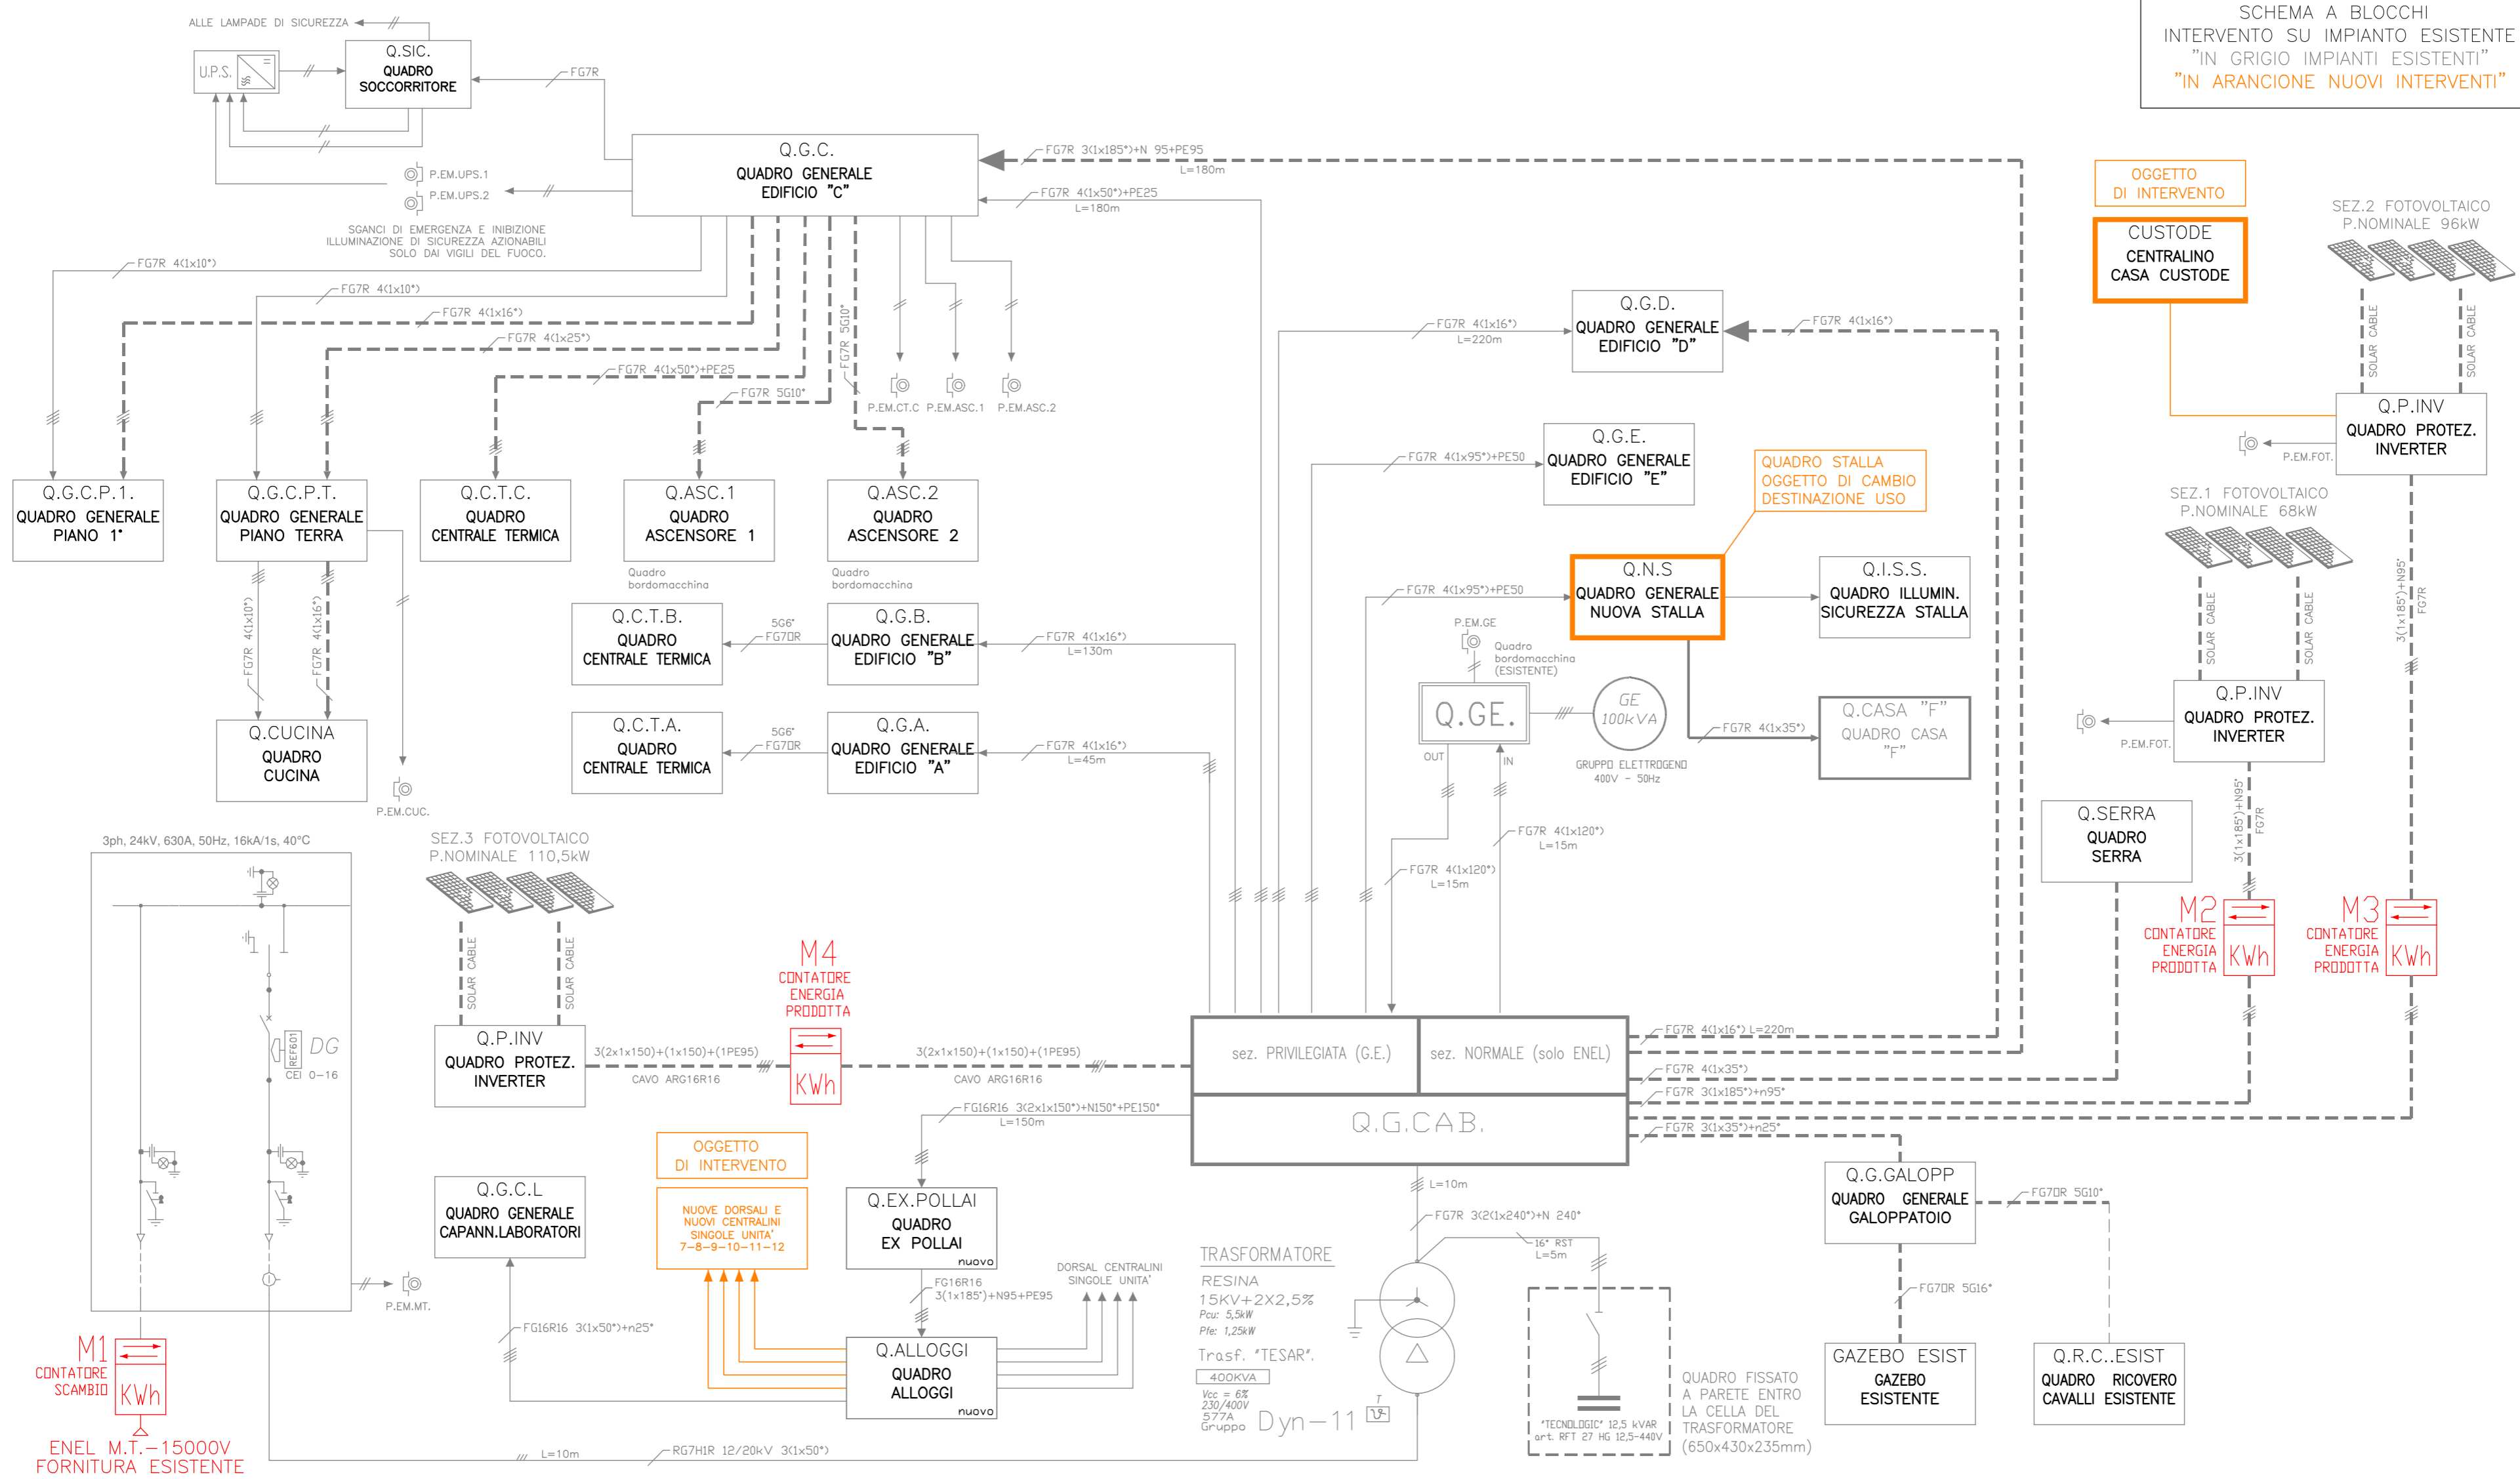 SCHEMA A BLOCCHI
INTERVENTO SU IMPIANTO ESISTENTE
"IN GRIGIO IMPIANTI ESISTENTI"
"IN ARANCIONE NUOVI INTERVENTI"
ALLE LAMPADE DI SICUREZZA
U.P.S.
Q.SIC.
QUADRO
SOCCORRITORE
FG7R
P.EM.UPS.1
P.EM.UPS.2
SGANCI DI EMERGENZA E INIBIZIONE
ILLUMINAZIONE DI SICUREZZA AZIONABILI
SOLO DAI VIGILI DEL FUOCO.
Q.G.C.
QUADRO GENERALE
EDIFICIO "C"
FG7R 3(1x185°)+N 95+PE95
L=180m
FG7R 4(1x50°)+PE25
L=180m
FG7R 4(1x10°)
FG7R 4(1x10°)
FG7R 4(1x16°)
FG7R 4(1x25°)
FG7R 4(1x50°)+PE25
FG7R 5G10°
FG7R 5G10°
P.EM.CT.C
P.EM.ASC.1
P.EM.ASC.2
Q.G.C.P.1.
QUADRO GENERALE
PIANO 1°
Q.G.C.P.T.
QUADRO GENERALE
PIANO TERRA
Q.C.T.C.
QUADRO
CENTRALE TERMICA
Q.ASC.1
QUADRO
ASCENSORE 1
Quadro
bordomacchina
Q.ASC.2
QUADRO
ASCENSORE 2
Quadro
bordomacchina
FG7R 4(1x10°)
FG7R 4(1x16°)
Q.CUCINA
QUADRO
CUCINA
P.EM.CUC.
Q.C.T.B.
QUADRO
CENTRALE TERMICA
5G6°
FG7OR
Q.G.B.
QUADRO GENERALE
EDIFICIO "B"
FG7R 4(1x16°)
L=130m
Q.C.T.A.
QUADRO
CENTRALE TERMICA
5G6°
FG7OR
Q.G.A.
QUADRO GENERALE
EDIFICIO "A"
FG7R 4(1x16°)
L=45m
FG7R 4(1x16°)
L=220m
Q.G.D.
QUADRO GENERALE
EDIFICIO "D"
FG7R 4(1x16°)
FG7R 4(1x95°)+PE50
Q.G.E.
QUADRO GENERALE
EDIFICIO "E"
QUADRO STALLA
OGGETTO DI CAMBIO
DESTINAZIONE USO
FG7R 4(1x95°)+PE50
Q.N.S
QUADRO GENERALE
NUOVA STALLA
Q.I.S.S.
QUADRO ILLUMIN.
SICUREZZA STALLA
P.EM.GE
Quadro
bordomacchina
(ESISTENTE)
Q.GE.
GE
100kVA
GRUPPO ELETTROGENO
400V - 50Hz
OUT
IN
FG7R 4(1x35°)
Q.CASA "F"
QUADRO CASA
"F"
FG7R 4(1x120°)
L=15m
FG7R 4(1x120°)
L=15m
OGGETTO
DI INTERVENTO
CUSTODE
CENTRALINO
CASA CUSTODE
SEZ.2 FOTOVOLTAICO
P.NOMINALE 96kW
SOLAR CABLE
SOLAR CABLE
Q.P.INV
QUADRO PROTEZ.
INVERTER
P.EM.FOT.
SEZ.1 FOTOVOLTAICO
P.NOMINALE 68kW
SOLAR CABLE
SOLAR CABLE
3(1x185°)+N95°
FG7R
Q.P.INV
QUADRO PROTEZ.
INVERTER
P.EM.FOT.
3(1x185°)+N95°
FG7R
Q.SERRA
QUADRO
SERRA
M2
CONTATORE
ENERGIA
PRODOTTA
KWh
M3
CONTATORE
ENERGIA
PRODOTTA
KWh
3ph, 24kV, 630A, 50Hz, 16kA/1s, 40°C
REF601
DG
CEI 0-16
P.EM.MT.
M1
CONTATORE
SCAMBIO
KWh
ENEL M.T.-15000V
FORNITURA ESISTENTE
SEZ.3 FOTOVOLTAICO
P.NOMINALE 110,5kW
SOLAR CABLE
SOLAR CABLE
Q.P.INV
QUADRO PROTEZ.
INVERTER
3(2x1x150)+(1x150)+(1PE95)
CAVO ARG16R16
M4
CONTATORE
ENERGIA
PRODOTTA
KWh
3(2x1x150)+(1x150)+(1PE95)
CAVO ARG16R16
sez. PRIVILEGIATA (G.E.)
sez. NORMALE (solo ENEL)
Q.G.CAB.
FG7R 4(1x16°) L=220m
FG7R 4(1x35°)
FG7R 3(1x185°)+n95°
FG7R 3(1x35°)+n25°
FG16R16 3(2x1x150°)+N150°+PE150°
L=150m
OGGETTO
DI INTERVENTO
NUOVE DORSALI E
NUOVI CENTRALINI
SINGOLE UNITA'
7-8-9-10-11-12
Q.G.C.L
QUADRO GENERALE
CAPANN.LABORATORI
Q.EX.POLLAI
QUADRO
EX POLLAI
nuovo
FG16R16
3(1x185°)+N95+PE95
DORSAL CENTRALINI
SINGOLE UNITA'
FG16R16 3(1x50°)+n25°
Q.ALLOGGI
QUADRO
ALLOGGI
nuovo
L=10m
RG7H1R 12/20kV 3(1x50°)
L=10m
FG7R 3(2(1x240°)+N 240°
16° RST
L=5m
TRASFORMATORE
RESINA
15KV+2X2,5%
Pcu: 5,5kW
Pfe: 1,25kW
Trasf. "TESAR".
400KVA
Vcc = 6%
230/400V
577A
Gruppo Dyn-11
T
"TECNOLOGIC" 12,5 kVAR
art. RFT 27 HG 12,5-440V
QUADRO FISSATO
A PARETE ENTRO
LA CELLA DEL
TRASFORMATORE
(650x430x235mm)
Q.G.GALOPP
QUADRO GENERALE
GALOPPATOIO
FG7OR 5G10°
FG7OR 5G16°
GAZEBO ESIST
GAZEBO
ESISTENTE
Q.R.C..ESIST
QUADRO RICOVERO
CAVALLI ESISTENTE